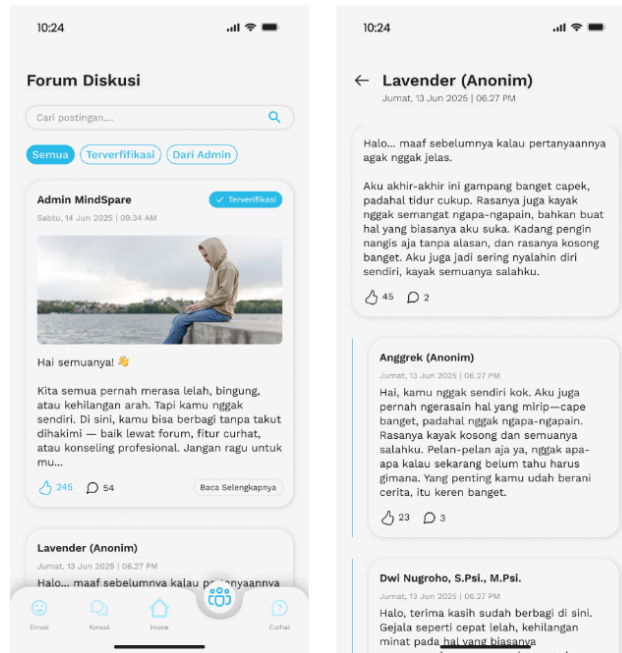 10:24
Forum Diskusi
Cari postingan....
Semua
Terverfifikasi
Dari Admin
Admin MindSpare
Terverifikasi
Sabtu, 14 Jun 2025 | 09.34 AM
Hai semuanya! 👋
Kita semua pernah merasa lelah, bingung,
atau kehilangan arah. Tapi kamu nggak
sendiri. Di sini, kamu bisa berbagi tanpa takut
dihakimi — baik lewat forum, fitur curhat,
atau konseling profesional. Jangan ragu untuk
mu...
245
54
Baca Selengkapnya
Lavender (Anonim)
Jumat, 13 Jun 2025 | 06.27 PM
Halo... maaf sebelumnya kalau pertanyaannya
Emosi
Konsul
Home
Curhat
10:24
Lavender (Anonim)
Jumat, 13 Jun 2025 | 06.27 PM
Halo... maaf sebelumnya kalau pertanyaannya
agak nggak jelas.
Aku akhir-akhir ini gampang banget capek,
padahal tidur cukup. Rasanya juga kayak
nggak semangat ngapa-ngapain, bahkan buat
hal yang biasanya aku suka. Kadang pengin
nangis aja tanpa alasan, dan rasanya kosong
banget. Aku juga jadi sering nyalahin diri
sendiri, kayak semuanya salahku.
45
2
Anggrek (Anonim)
Jumat, 13 Jun 2025 | 06.27 PM
Hai, kamu nggak sendiri kok. Aku juga
pernah ngerasain hal yang mirip—cape
banget, padahal nggak ngapa-ngapain.
Rasanya kayak kosong dan semuanya
salahku. Pelan-pelan aja ya, nggak apa-
apa kalau sekarang belum tahu harus
gimana. Yang penting kamu udah berani
cerita, itu keren banget.
23
3
Dwi Nugroho, S.Psi., M.Psi.
Jumat, 13 Jun 2025 | 06.27 PM
Halo, terima kasih sudah berbagi di sini.
Gejala seperti cepat lelah, kehilangan
minat pada hal yang biasanya